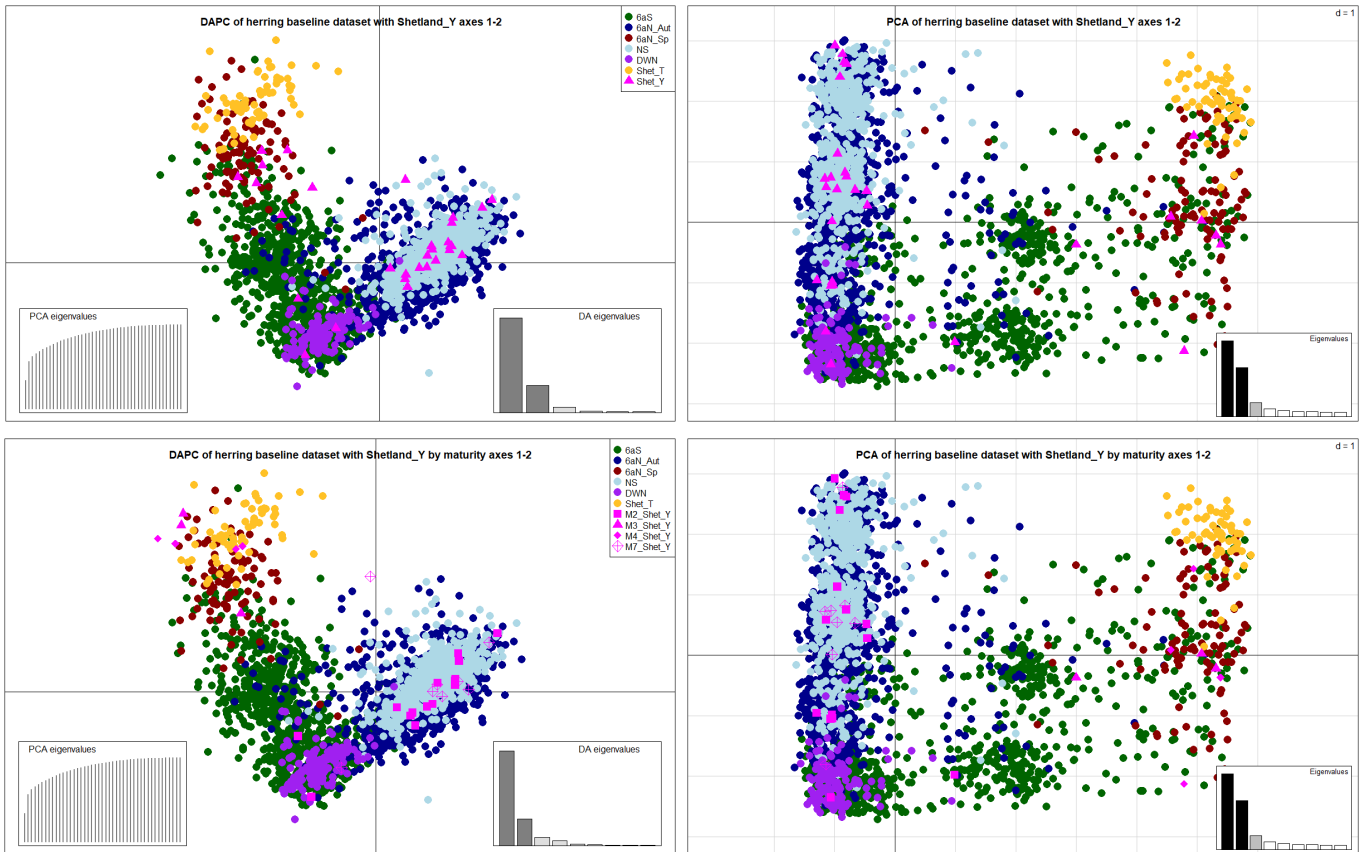 DAPC of herring baseline dataset with Shetland_Y axes 1-2
6aS
6aN_Aut
6aN_Sp
NS
DWN
Shet_T
Shet_Y
PCA eigenvalues
DA eigenvalues
PCA of herring baseline dataset with Shetland_Y axes 1-2
d = 1
Eigenvalues
DAPC of herring baseline dataset with Shetland_Y by maturity axes 1-2
6aS
6aN_Aut
6aN_Sp
NS
DWN
Shet_T
M2_Shet_Y
M3_Shet_Y
M4_Shet_Y
M7_Shet_Y
PCA eigenvalues
DA eigenvalues
PCA of herring baseline dataset with Shetland_Y by maturity axes 1-2
d = 1
Eigenvalues